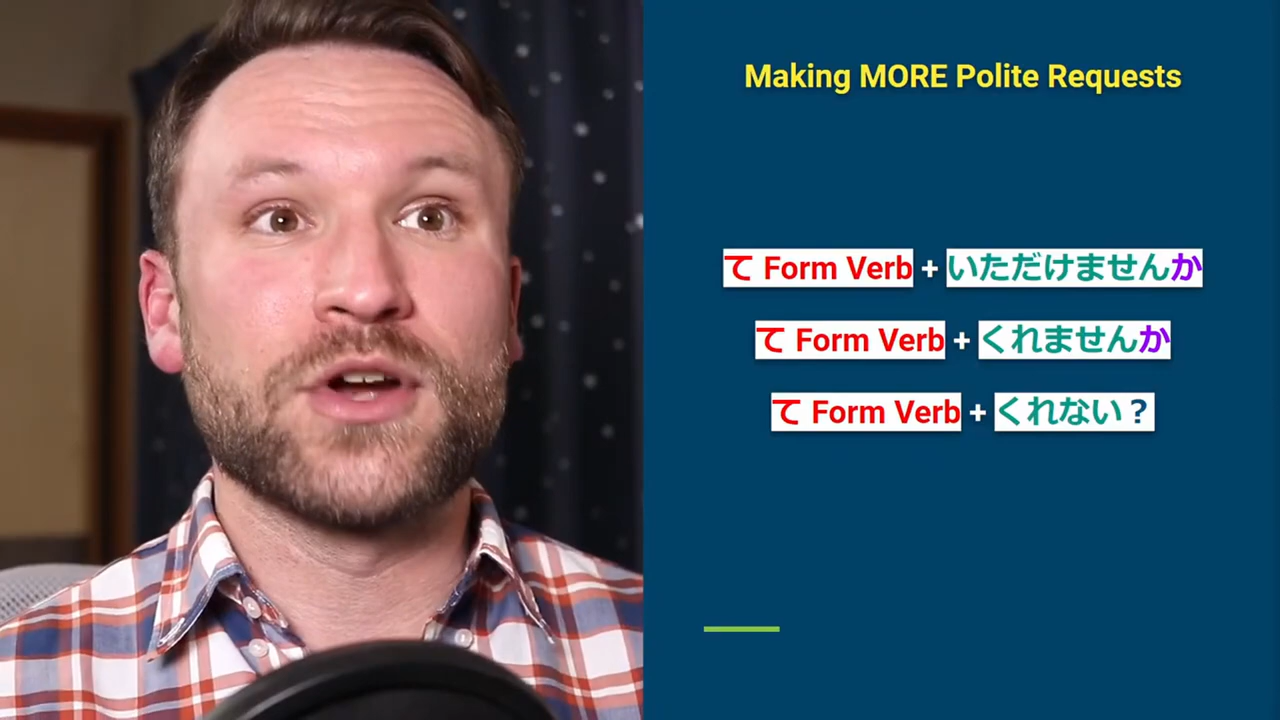 Making MORE Polite Requests
て Form Verb + いただけませんか
て Form Verb + くれませんか
て Form Verb + くれない？